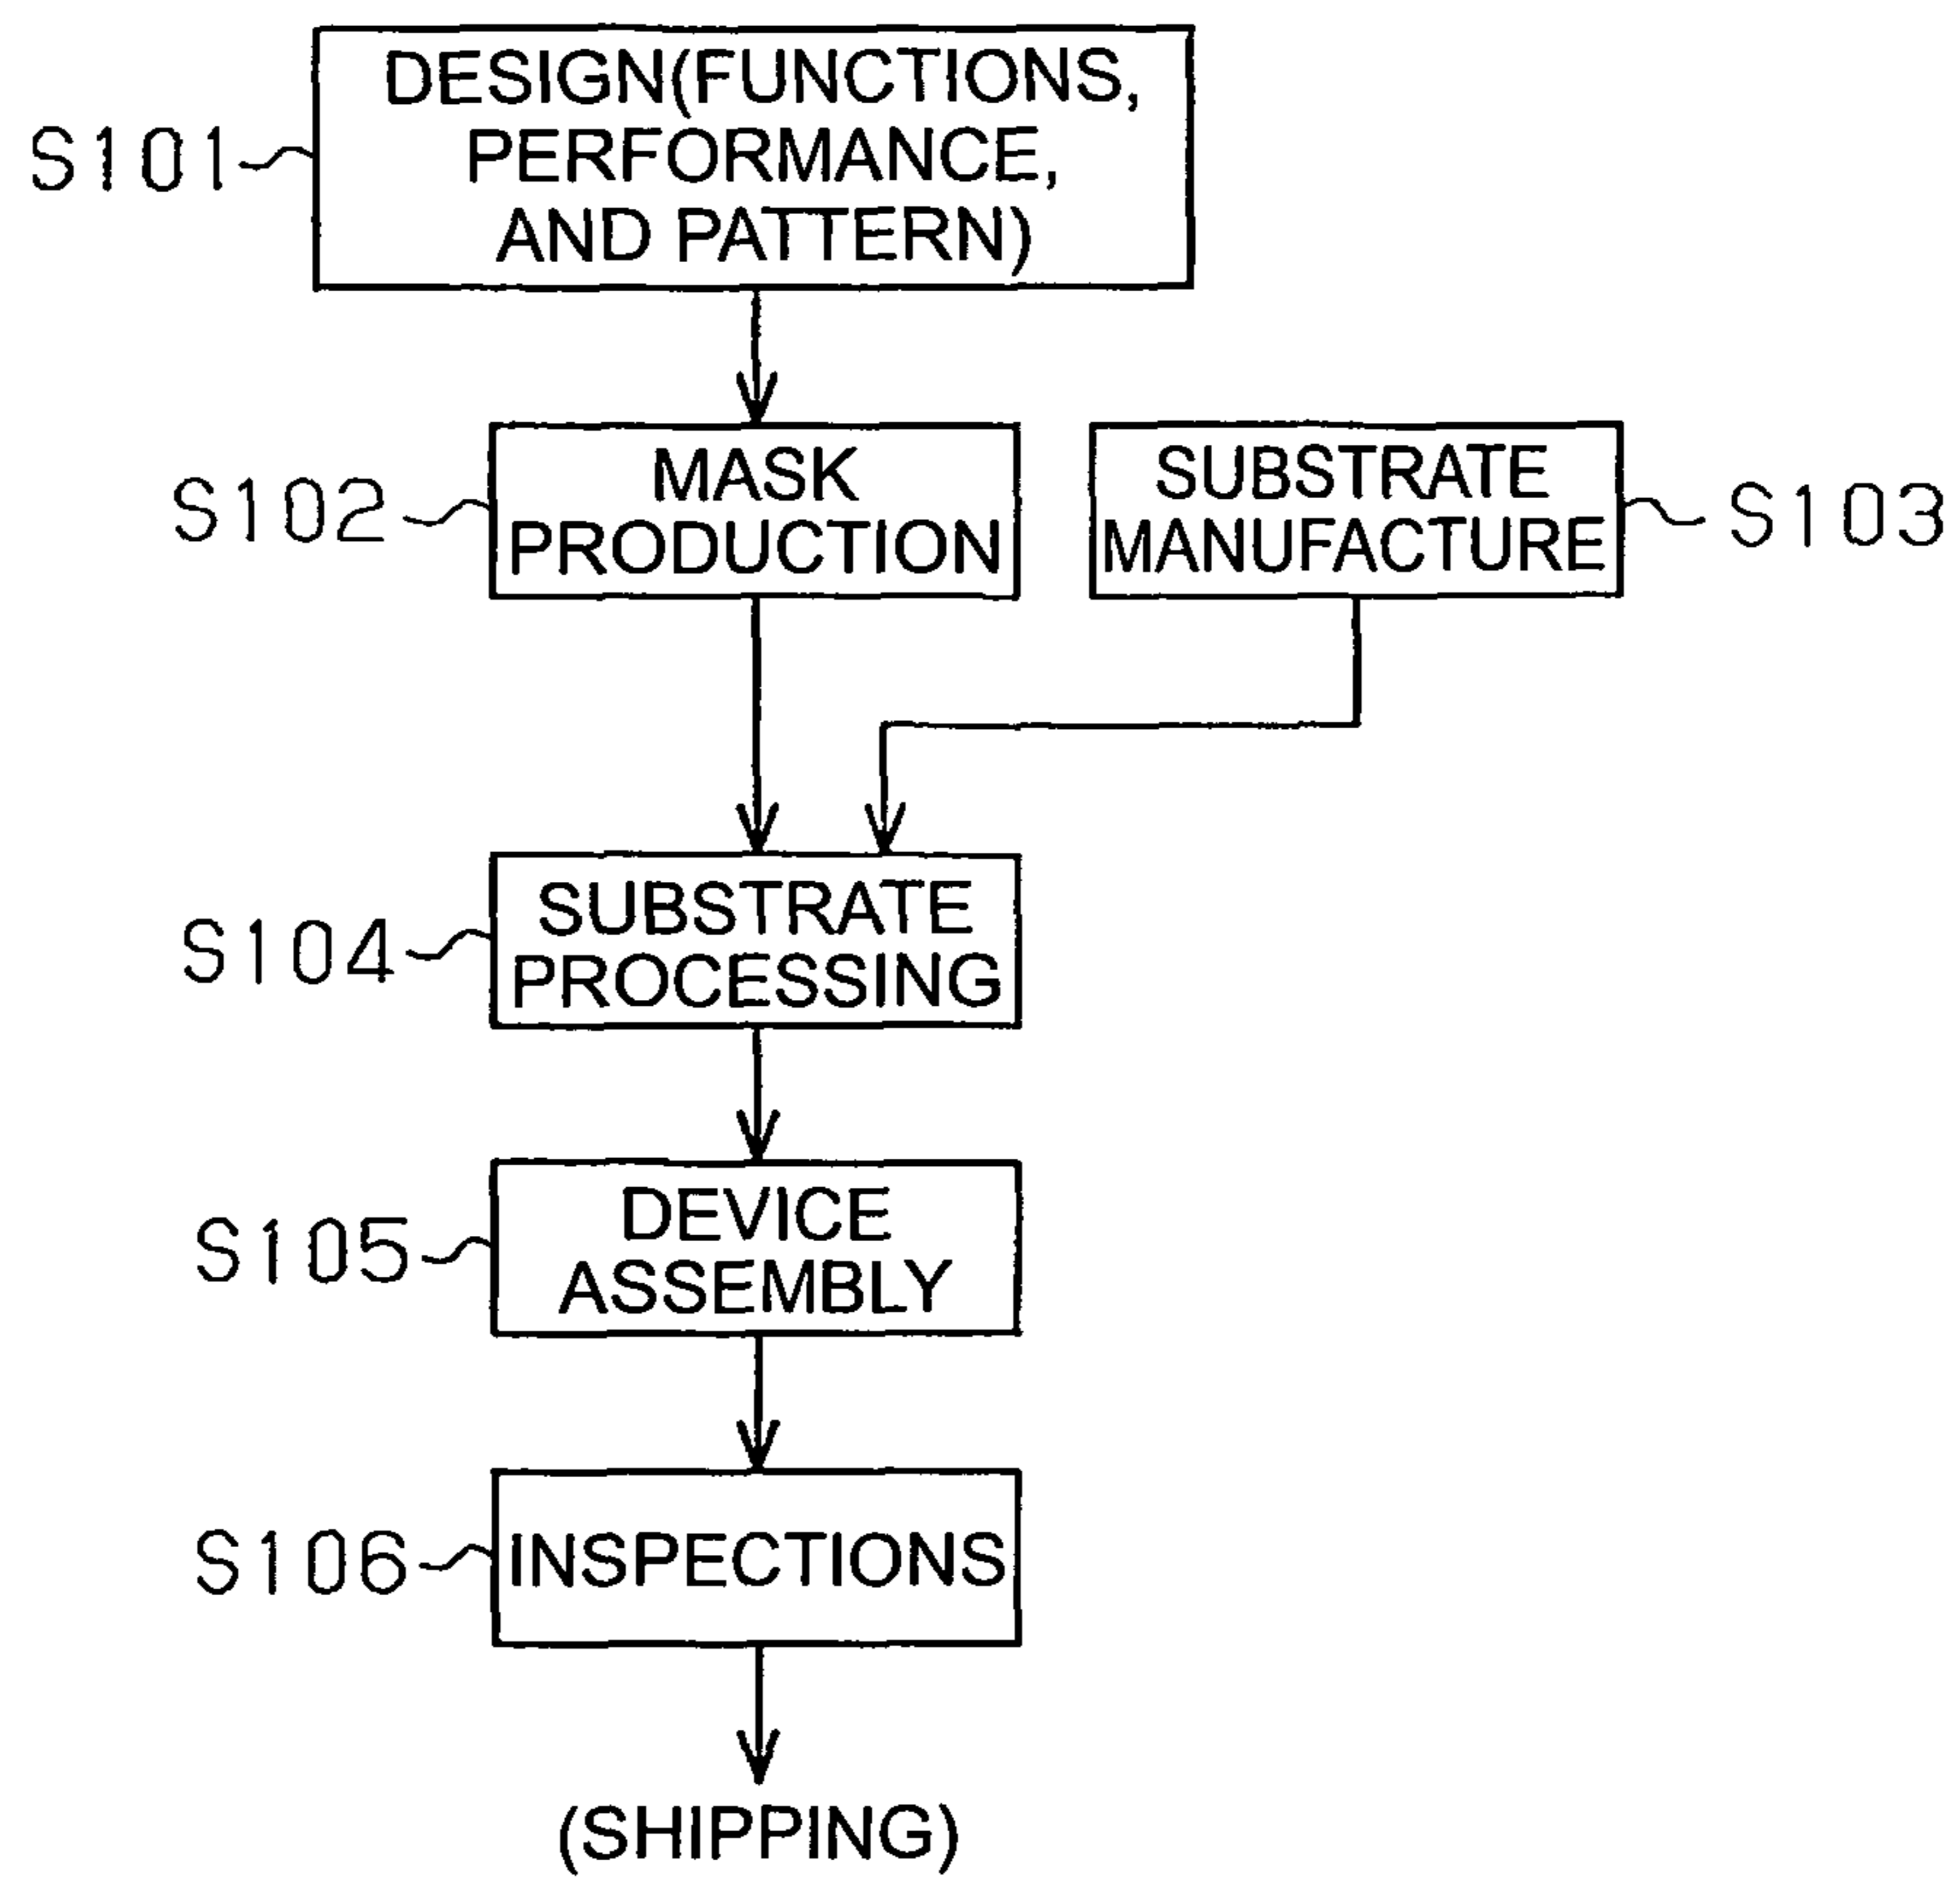 S101
DESIGN(FUNCTIONS,
PERFORMANCE,
AND PATTERN)
S102
MASK
PRODUCTION
SUBSTRATE
MANUFACTURE
S103
S104
SUBSTRATE
PROCESSING
S105
DEVICE
ASSEMBLY
S106
INSPECTIONS
(SHIPPING)